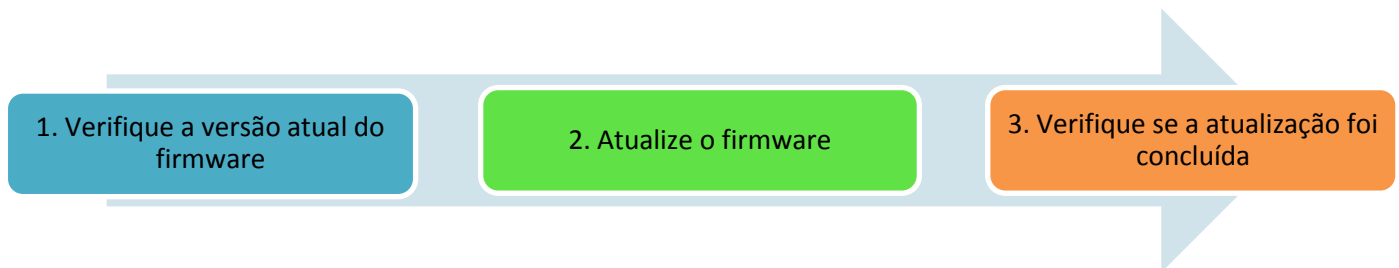 1. Verifique a versão atual do
firmware
2. Atualize o firmware
3. Verifique se a atualização foi
concluída